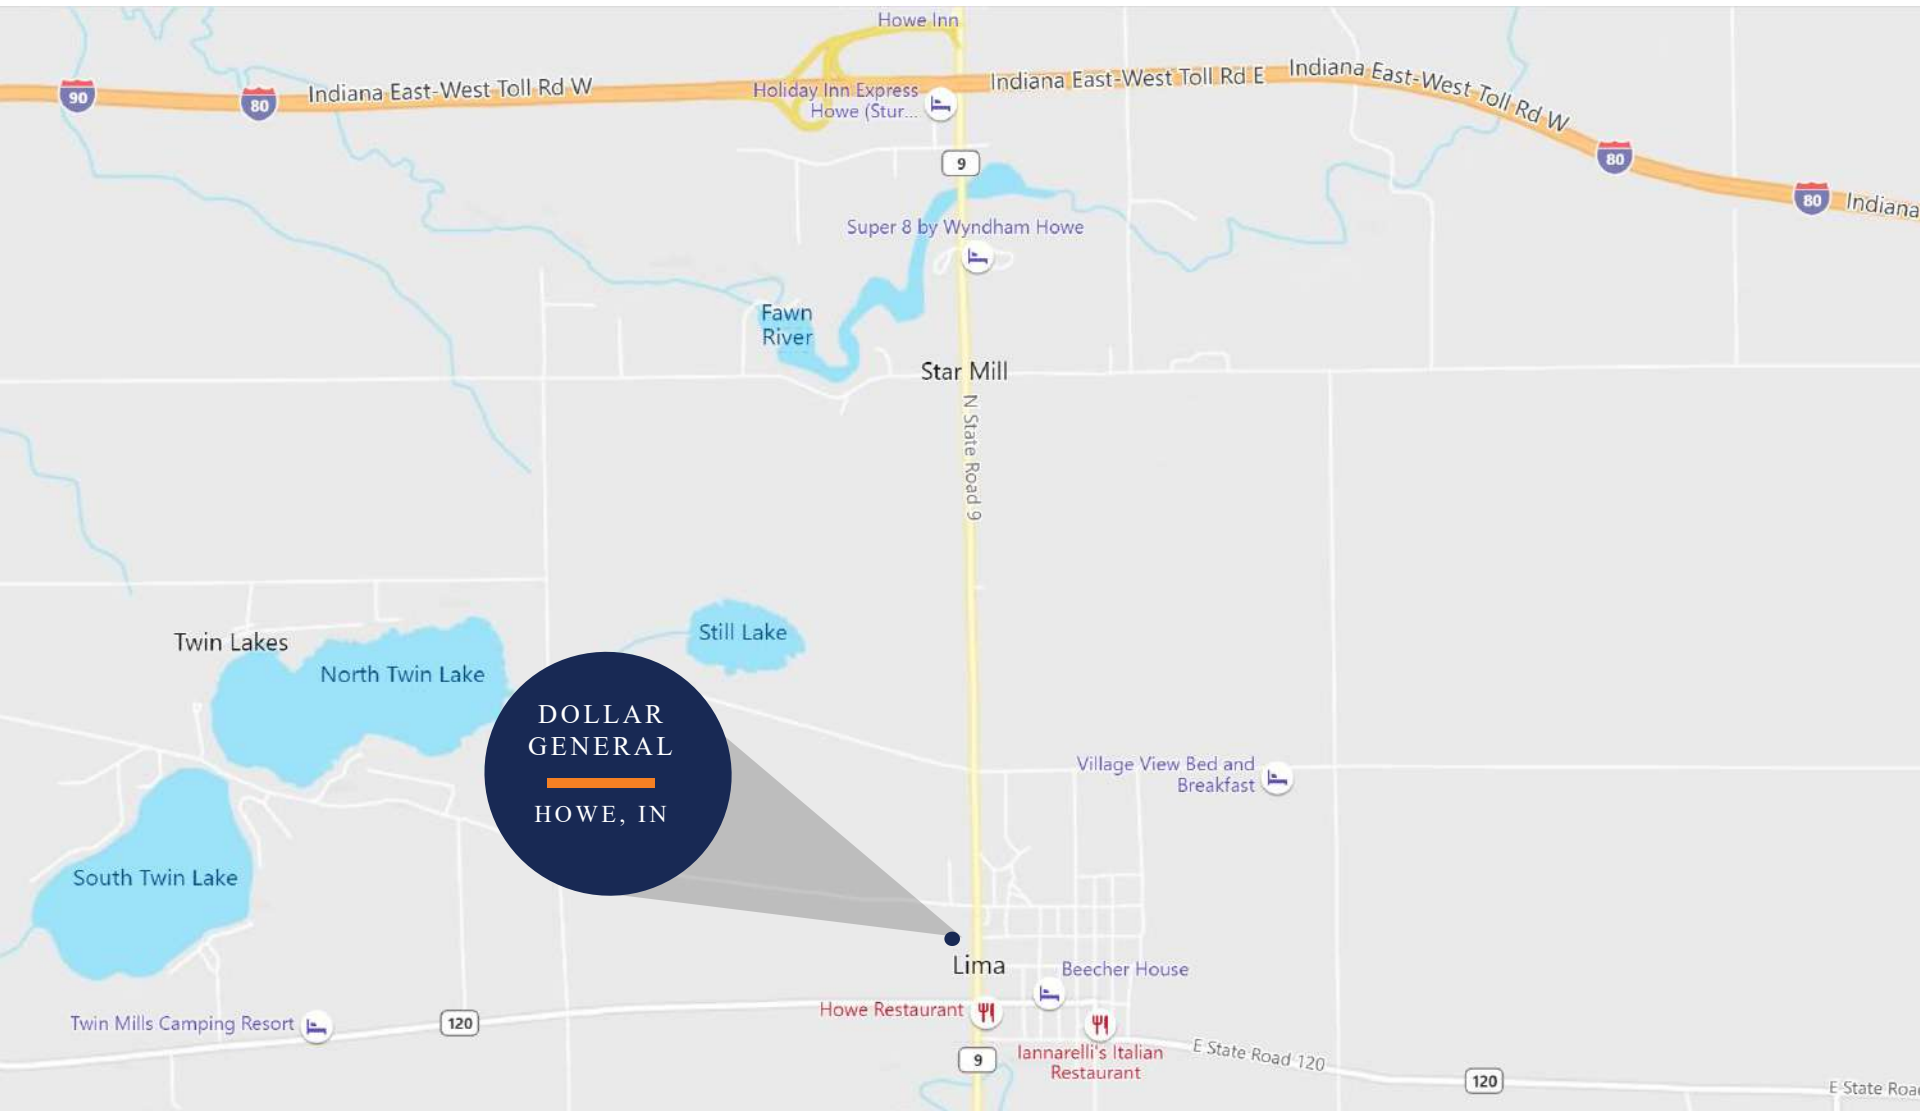 Howe Inn
90
80
Indiana East-West Toll Rd W
Holiday Inn Express
Howe (Stur...
Indiana East-West Toll Rd E
Indiana East-West Toll Rd W
80
80
Indiana
9
Super 8 by Wyndham Howe
Fawn
River
Star Mill
N State Road 9
Twin Lakes
North Twin Lake
Still Lake
DOLLAR
GENERAL
HOWE, IN
Village View Bed and
Breakfast
South Twin Lake
Lima
Beecher House
Howe Restaurant
Twin Mills Camping Resort
120
9
Iannarelli's Italian
Restaurant
E State Road 120
120
E State Roa